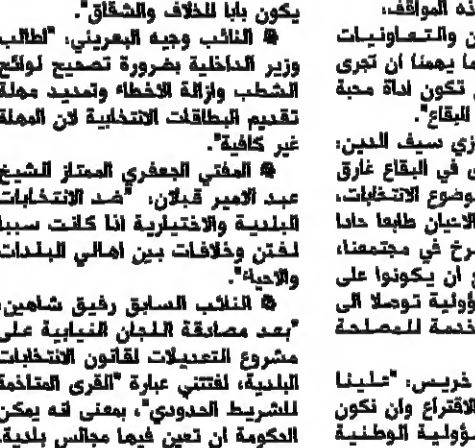 يكون بابا للخلاف والشقاق".
● النائب وجيه البعريني: "اطالب
وزير الداخلية بضرورة تصحيح لوائح
الشطب وازالة الاخطاء وتمديد مهلة
تقديم البطاقات الانتخابية لان المهلة
غير كافية".
● المفتي الجعفري الممتاز الشيخ
عبد الامير قبلان: "ضد الانتخابات
البلدية والاختيارية اذا كانت سببا
لفتن وخلافات بين اهالي البلدات
والاحياء".
● النائب السابق رفيق شاهين:
"بعد مصادقة اللجان النيابية على
مشروع التعديلات لقانون الانتخابات
البلدية، لفتتني عبارة "القرى المتاخمة
للشريط الحدودي"، بمعنى انه يمكن
الحكومة ان تعين فيها مجالس بلدية.
ـه المواقف،
ن والتعاونيات
ما يهمنا ان تجرى
تكون اداة محبة
للبقاع".
زي سيف الدين:
ى في البقاع غارق
وضوع الانتخابات،
الاحيان طابعا حادا
رخ في مجتمعنا،
ع ان يكونوا على
ؤولية توصلا الى
خدمة للمصلحة
خريس: "علينا
الاقتراع وان نكون
ؤولية الوطنية